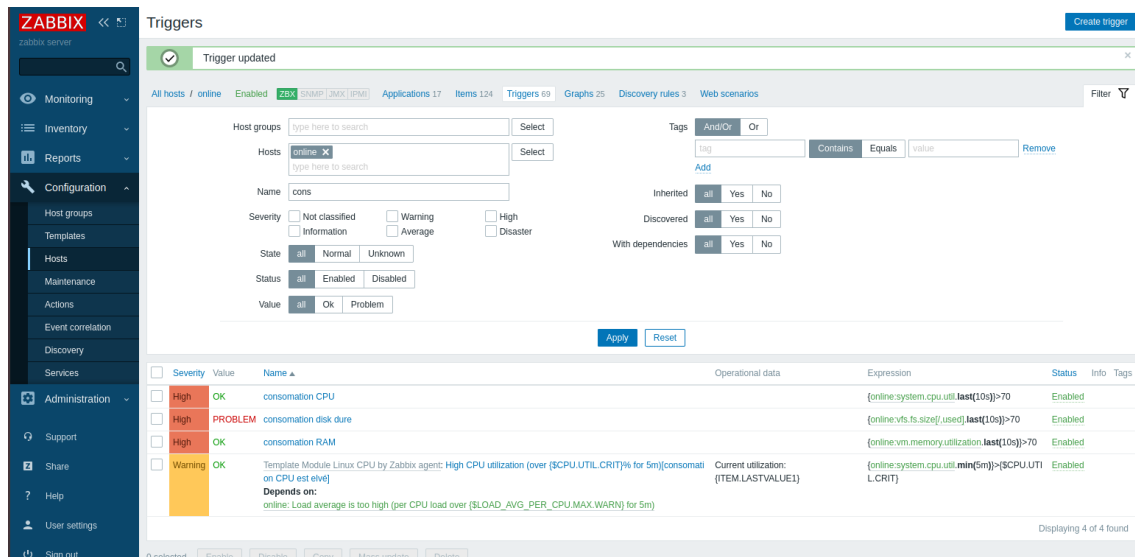 ZABBIX
zabbix server
Monitoring
Inventory
Reports
Configuration
Host groups
Templates
Hosts
Maintenance
Actions
Event correlation
Discovery
Services
Administration
Support
Share
Help
User settings
Sign out
Triggers
Create trigger
Trigger updated
All hosts / online Enabled ZBX SNMP JMX IPMI Applications 17 Items 124 Triggers 69 Graphs 25 Discovery rules 3 Web scenarios
Filter
Host groups type here to search Select
Hosts online Select
type here to search
Name cons
Severity Not classified Warning High
Information Average Disaster
State all Normal Unknown
Status all Enabled Disabled
Value all Ok Problem
Tags And/Or Or
tag Contains Equals value Remove
Add
Inherited all Yes No
Discovered all Yes No
With dependencies all Yes No
Apply Reset
Severity Value Name Operational data Expression Status Info Tags
High OK consomation CPU {online:system.cpu.util.last(10s)}>70 Enabled
High PROBLEM consomation disk dure {online:vfs.fs.size[/,used].last(10s)}>70 Enabled
High OK consomation RAM {online:vm.memory.utilization.last(10s)}>70 Enabled
Warning OK Template Module Linux CPU by Zabbix agent: High CPU utilization (over {$CPU.UTIL.CRIT}% for 5m)[consomati Current utilization: {online:system.cpu.util.min(5m)}>{$CPU.UTI Enabled
on CPU est elvé] {ITEM.LASTVALUE1} L.CRIT}
Depends on:
online: Load average is too high (per CPU load over {$LOAD_AVG_PER_CPU.MAX.WARN} for 5m)
Displaying 4 of 4 found
0 selected Enable Disable Copy Mass update Delete